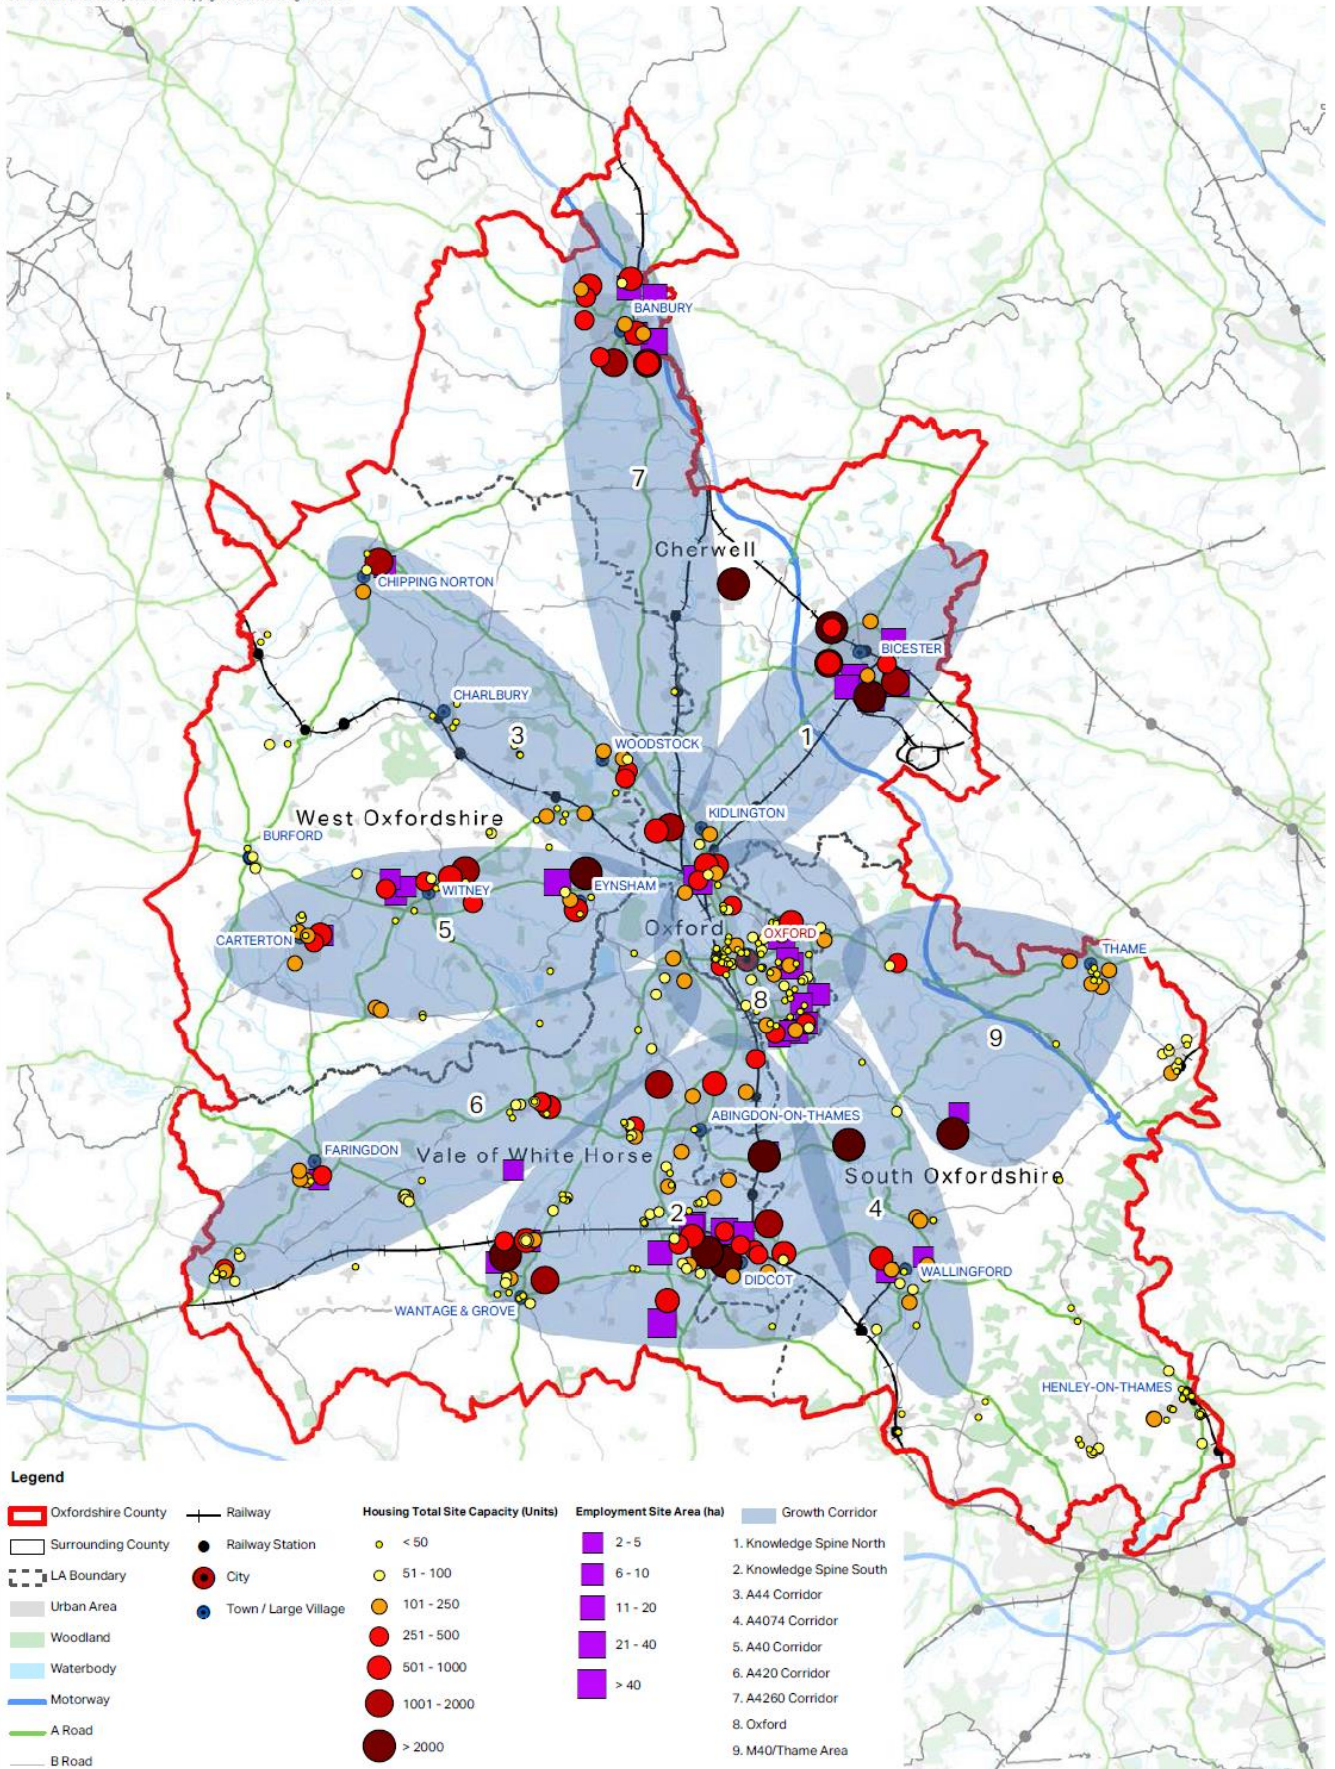 BANBURY
7
Cherwell
CHIPPING NORTON
BICESTER
CHARLBURY
3
WOODSTOCK
1
West Oxfordshire
KIDLINGTON
BURFORD
WITNEY
EYNSHAM
5
Oxford
OXFORD
CARTERTON
THAME
8
9
6
ABINGDON-ON-THAMES
FARINGDON
Vale of White Horse
South Oxfordshire
2
4
DIDCOT
WALLINGFORD
WANTAGE & GROVE
HENLEY-ON-THAMES
Legend
Oxfordshire County
Surrounding County
LA Boundary
Urban Area
Woodland
Waterbody
Motorway
A Road
B Road
Railway
Railway Station
City
Town / Large Village
Housing Total Site Capacity (Units)
< 50
51 - 100
101 - 250
251 - 500
501 - 1000
1001 - 2000
> 2000
Employment Site Area (ha)
2 - 5
6 - 10
11 - 20
21 - 40
> 40
Growth Corridor
1. Knowledge Spine North
2. Knowledge Spine South
3. A44 Corridor
4. A4074 Corridor
5. A40 Corridor
6. A420 Corridor
7. A4260 Corridor
8. Oxford
9. M40/Thame Area